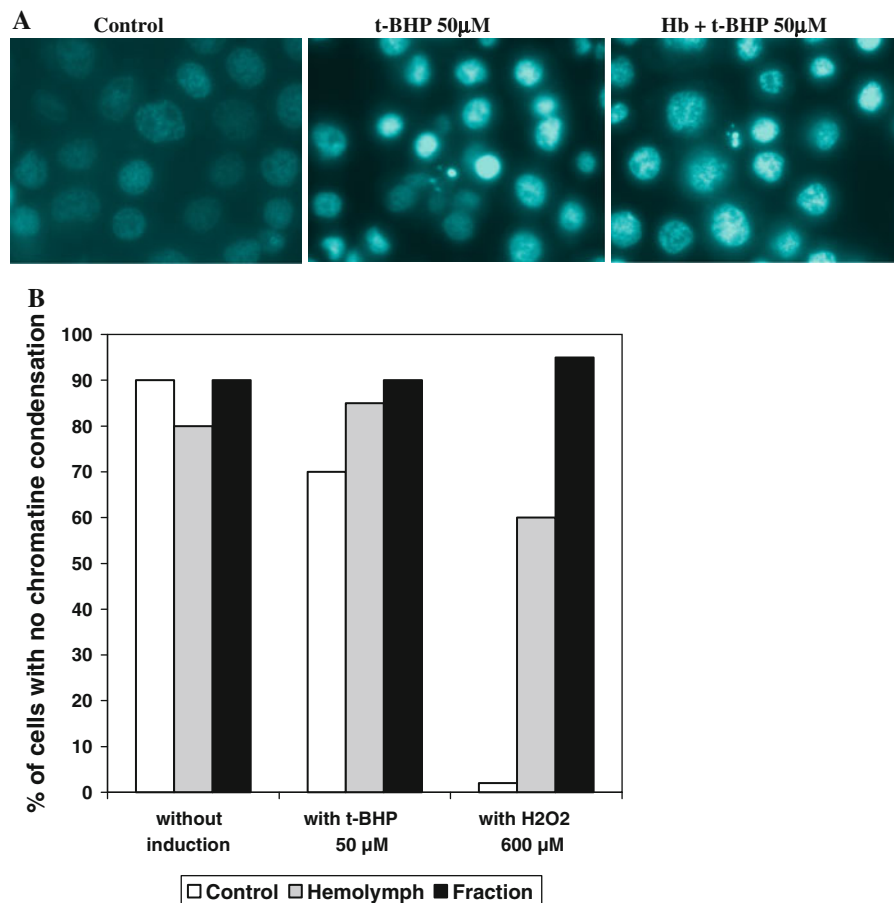 A
Control
t-BHP 50µM
Hb + t-BHP 50µM
B
% of cells with no chromatine condensation
100
90
80
70
60
50
40
30
20
10
0
without induction
with t-BHP 50 µM
with H2O2 600 µM
Control Hemolymph Fraction